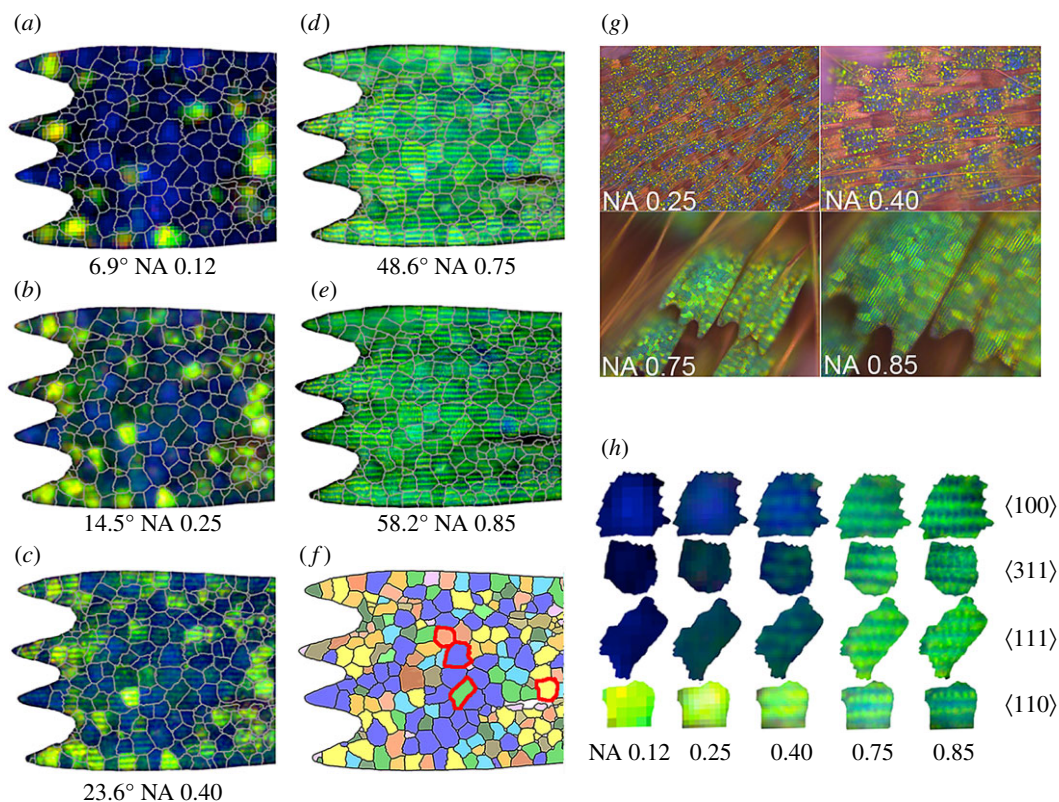 (a)
6.9° NA 0.12
(b)
14.5° NA 0.25
(c)
23.6° NA 0.40
(d)
48.6° NA 0.75
(e)
58.2° NA 0.85
(f)
(g)
NA 0.25
NA 0.40
NA 0.75
NA 0.85
(h)
⟨100⟩
⟨311⟩
⟨111⟩
⟨110⟩
NA 0.12 0.25 0.40 0.75 0.85